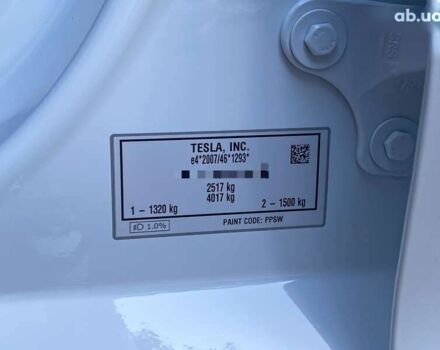 ab.ua
TESLA, INC.
e4*2007/46*1293*
2517 kg
4017 kg
1 – 1320 kg 2 – 1500 kg
1.0% PAINT CODE: PPSW